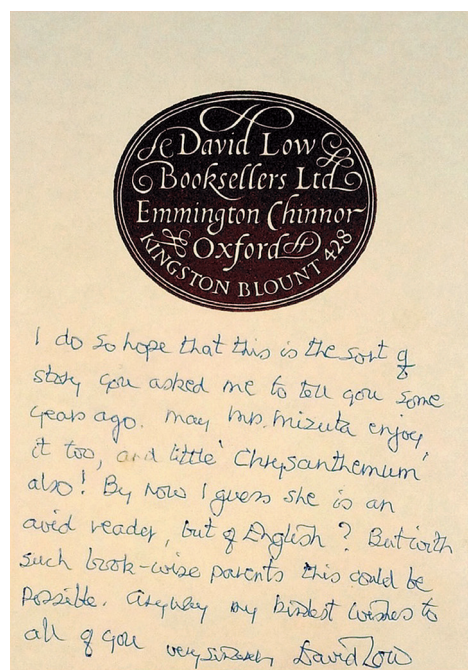 David Low
Booksellers Ltd
Emmington Chinnor
Oxford
KINGSTON BLOUNT 428
I do so hope that this is the sort of
story you asked me to tell you some
years ago. May Mrs. Mizuta enjoy
it too, and little 'Chrysanthemum'
also! By now I guess she is an
avid reader, but of English? But with
such book-wise parents this could be
possible. Anyway my kindest wishes to
all of you very sincerely David Low